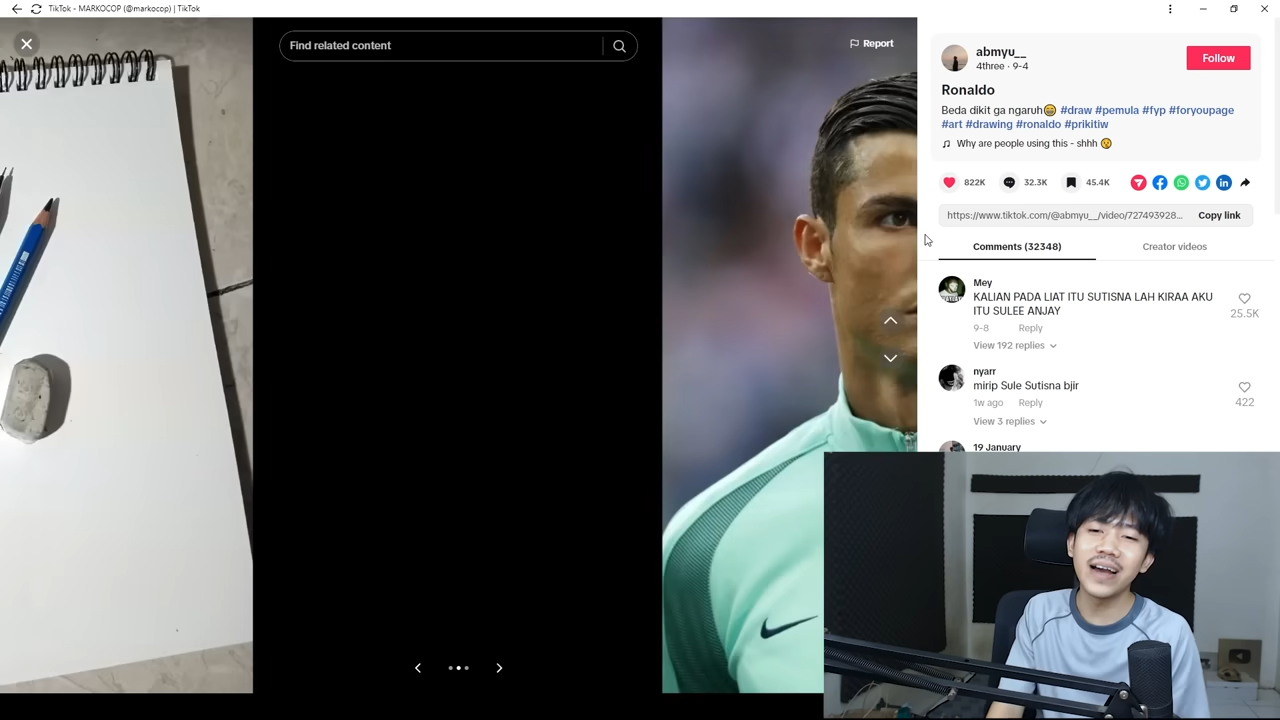 TikTok - MARKOCOP (@markocop) | TikTok
Find related content
Report
abmyu__
4three · 9-4
Follow
Ronaldo
Beda dikit ga ngaruh😁 #draw #pemula #fyp #foryoupage
#art #drawing #ronaldo #prikitiw
Why are people using this - shhh 🤫
822K
32.3K
45.4K
https://www.tiktok.com/@abmyu__/video/727493928...
Copy link
Comments (32348)
Creator videos
Mey
KALIAN PADA LIAT ITU SUTISNA LAH KIRAA AKU
ITU SULEE ANJAY
25.5K
9-8 Reply
View 192 replies
nyarr
mirip Sule Sutisna bjir
422
1w ago Reply
View 3 replies
19 January